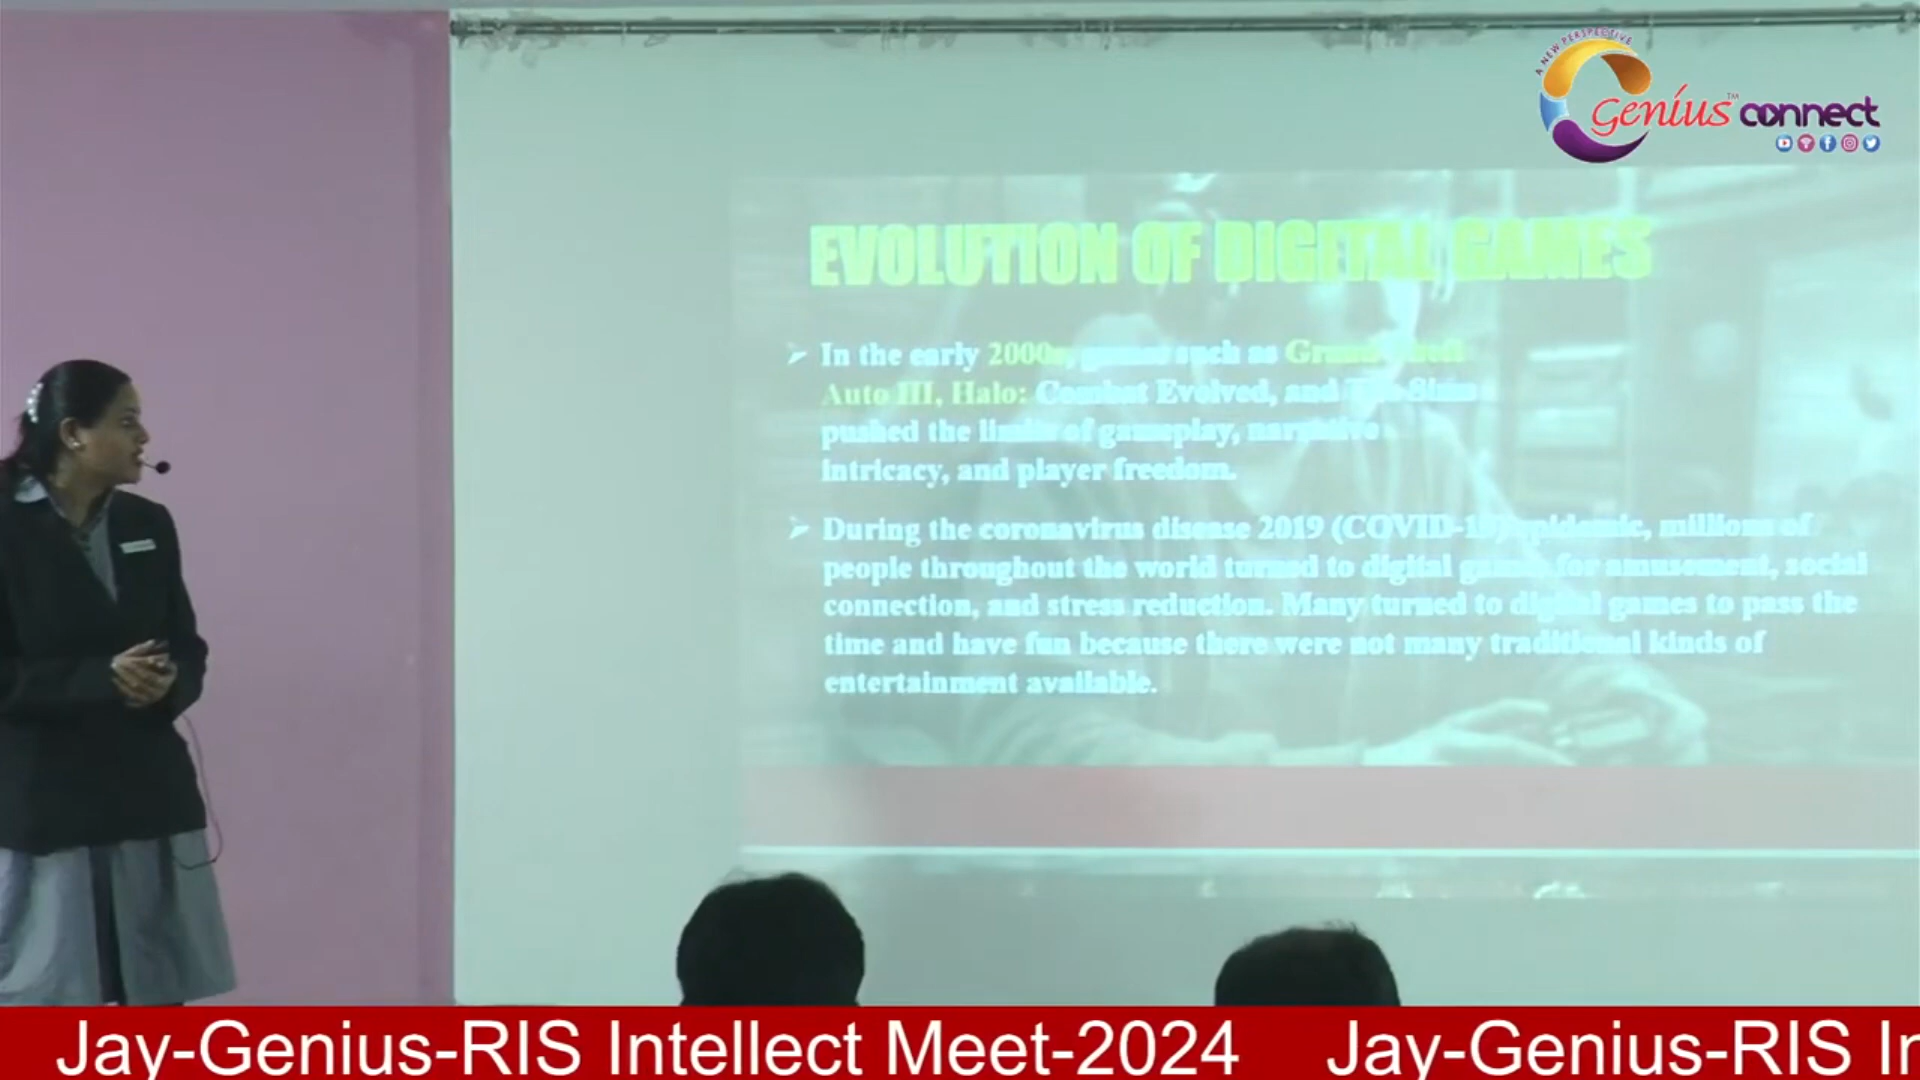 A NEW PERSPECTIVE
Genius™ connect
EVOLUTION OF DIGITAL GAMES
➢ In the early 2000s, games such as Grand Theft
Auto III, Halo: Combat Evolved, and The Sims
pushed the limits of gameplay, narrative
intricacy, and player freedom.
➢ During the coronavirus disease 2019 (COVID-19) epidemic, millions of
people throughout the world turned to digital games for amusement, social
connection, and stress reduction. Many turned to digital games to pass the
time and have fun because there were not many traditional kinds of
entertainment available.
Jay-Genius-RIS Intellect Meet-2024 Jay-Genius-RIS In